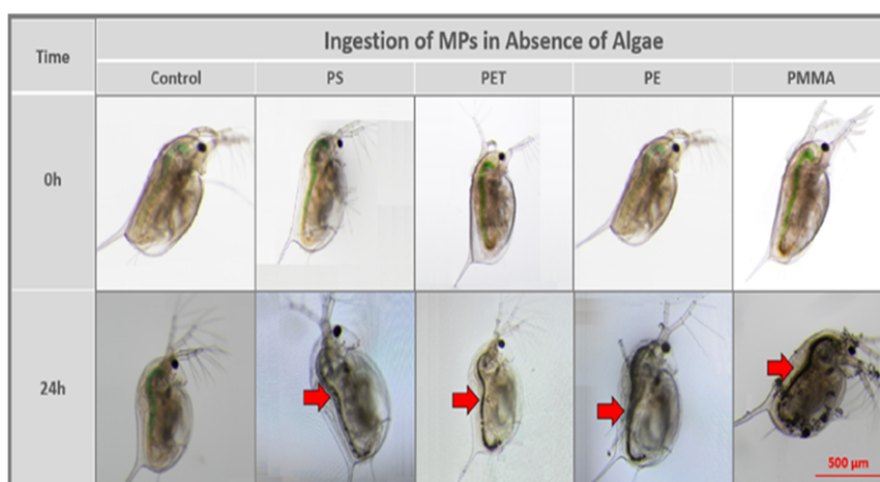 Time
Ingestion of MPs in Absence of Algae
Control
PS
PET
PE
PMMA
0h
24h
500 µm